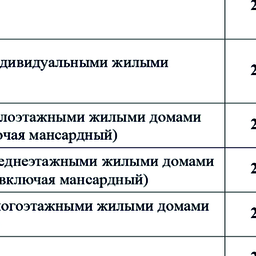 2
дивидуальными жилыми
2
лоэтажными жилыми домами
2
чая мансардный)
еднеэтажными жилыми домами
2
включая мансардный)
ногоэтажными жилыми домами
2
2